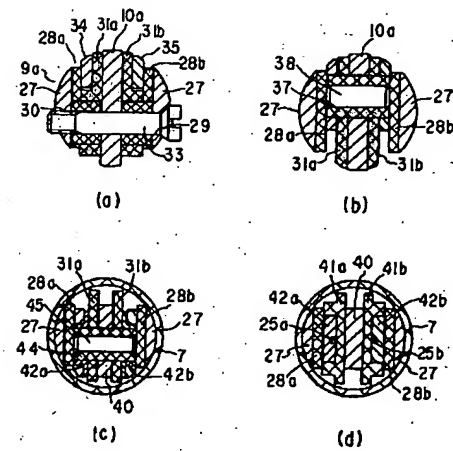 34 31a 10a 31b
28a 35
9a 28b
27 27
30 29
33
(a)
10a
38
37
27 27
28a 28b
31a 31b
(b)
31a 31b
28a
45 28b
27 27
44 7
42a 42b
40
(c)
41a 40 41b
42a 42b
25a 7
27 25b
28a 27
28b
(d)